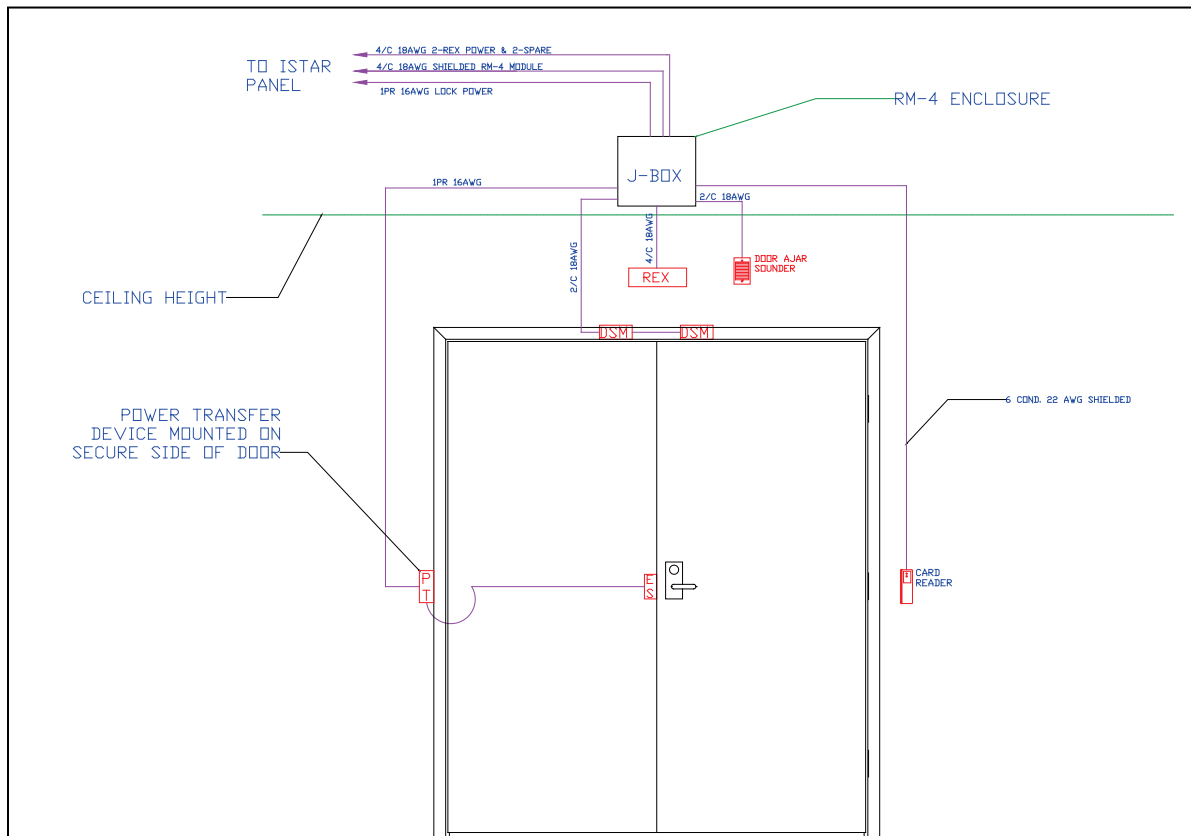 4/C 18AWG 2-REX POWER & 2-SPARE
TO ISTAR
PANEL
4/C 18AWG SHIELDED RM-4 MODULE
1PR 16AWG LOCK POWER
RM-4 ENCLOSURE
J-BOX
1PR 16AWG
2/C 18AWG
4/C 18AWG
2/C 18AWG
DOOR AJAR
SOUNDER
REX
CEILING HEIGHT
DSM
DSM
6 COND. 22 AWG SHIELDED
POWER TRANSFER
DEVICE MOUNTED ON
SECURE SIDE OF DOOR
P
T
E
S
CARD
READER